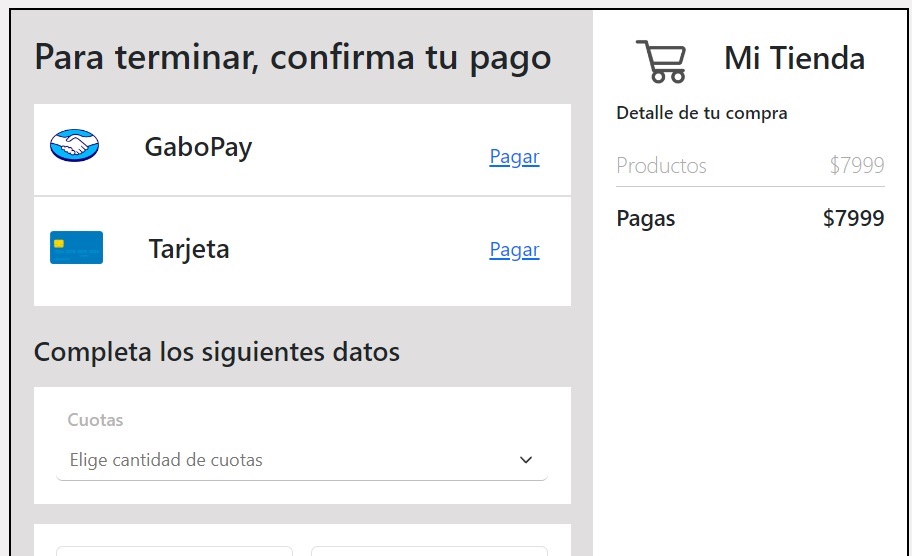 Para terminar, confirma tu pago
GaboPay
Pagar
Tarjeta
Pagar
Completa los siguientes datos
Cuotas
Elige cantidad de cuotas
Mi Tienda
Detalle de tu compra
Productos $7999
Pagas $7999